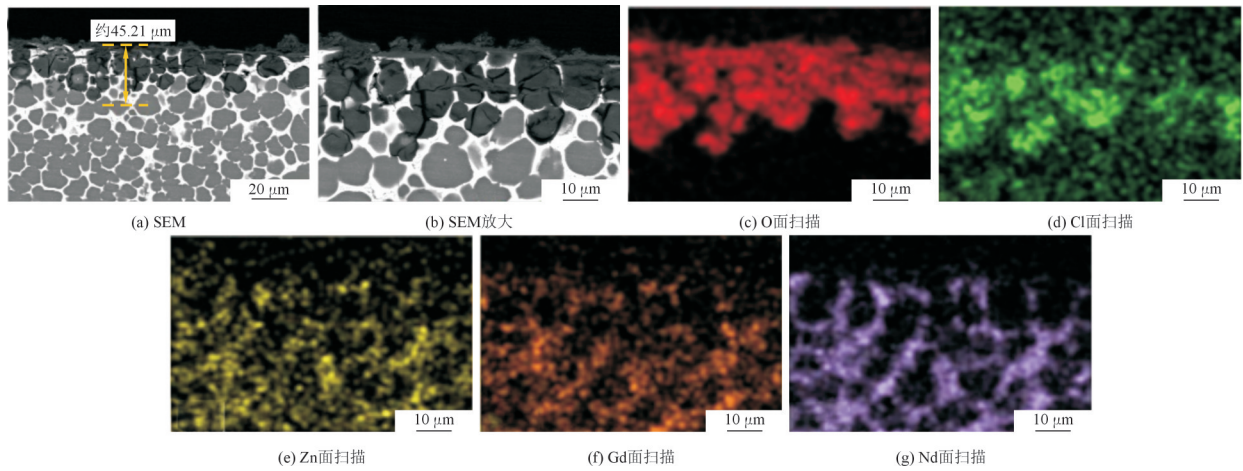 约45.21 μm
20 μm
10 μm
10 μm
10 μm
(a) SEM
(b) SEM放大
(c) O面扫描
(d) Cl面扫描
10 μm
10 μm
10 μm
(e) Zn面扫描
(f) Gd面扫描
(g) Nd面扫描